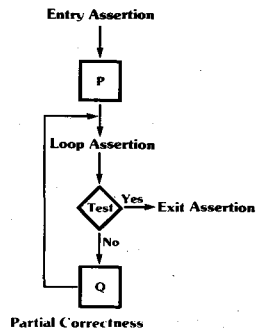 Entry Assertion
P
Loop Assertion
Test
Yes
Exit Assertion
No
Q
Partial Correctness